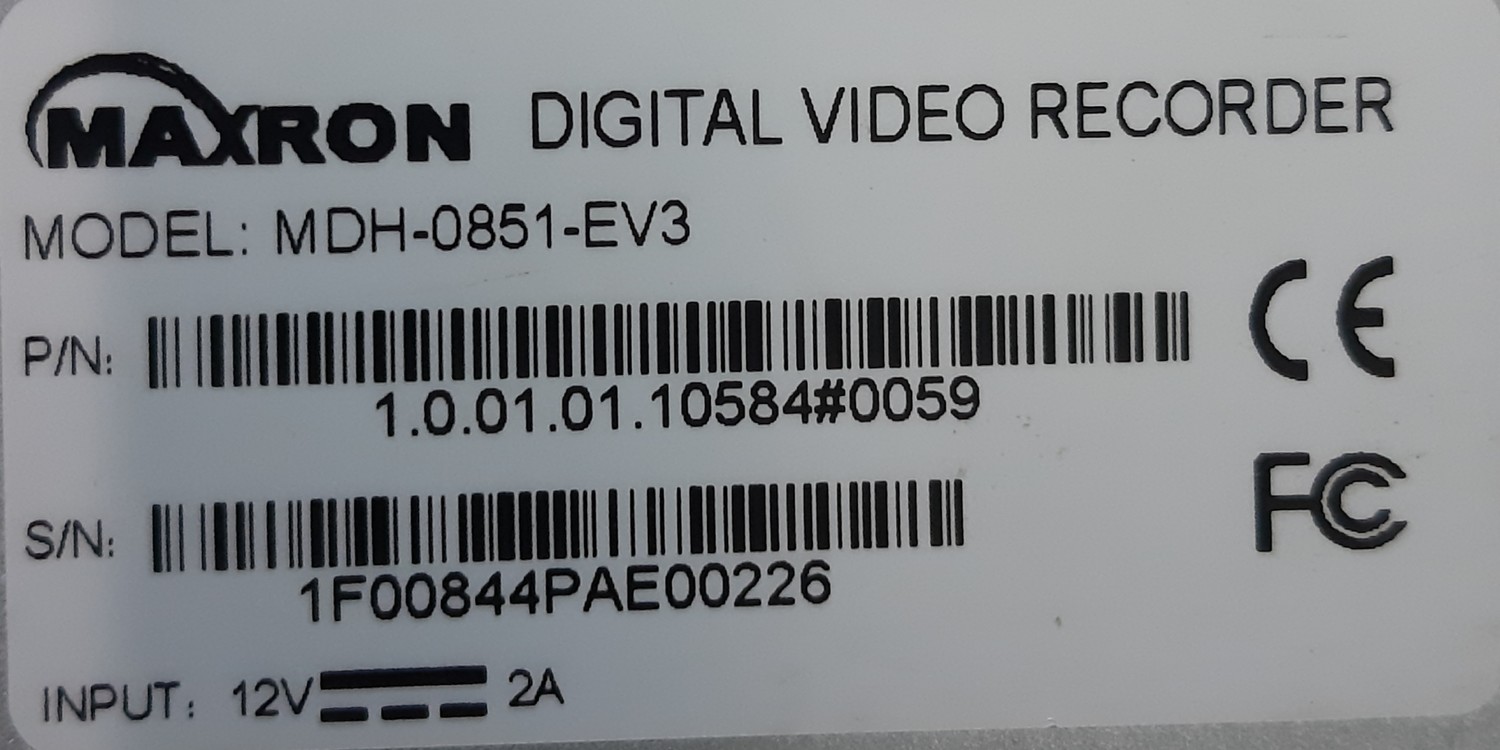 MAXRON DIGITAL VIDEO RECORDER
MODEL: MDH-0851-EV3
P/N:
1.0.01.01.10584#0059
CE
S/N:
1F00844PAE00226
FC
INPUT: 12V 2A